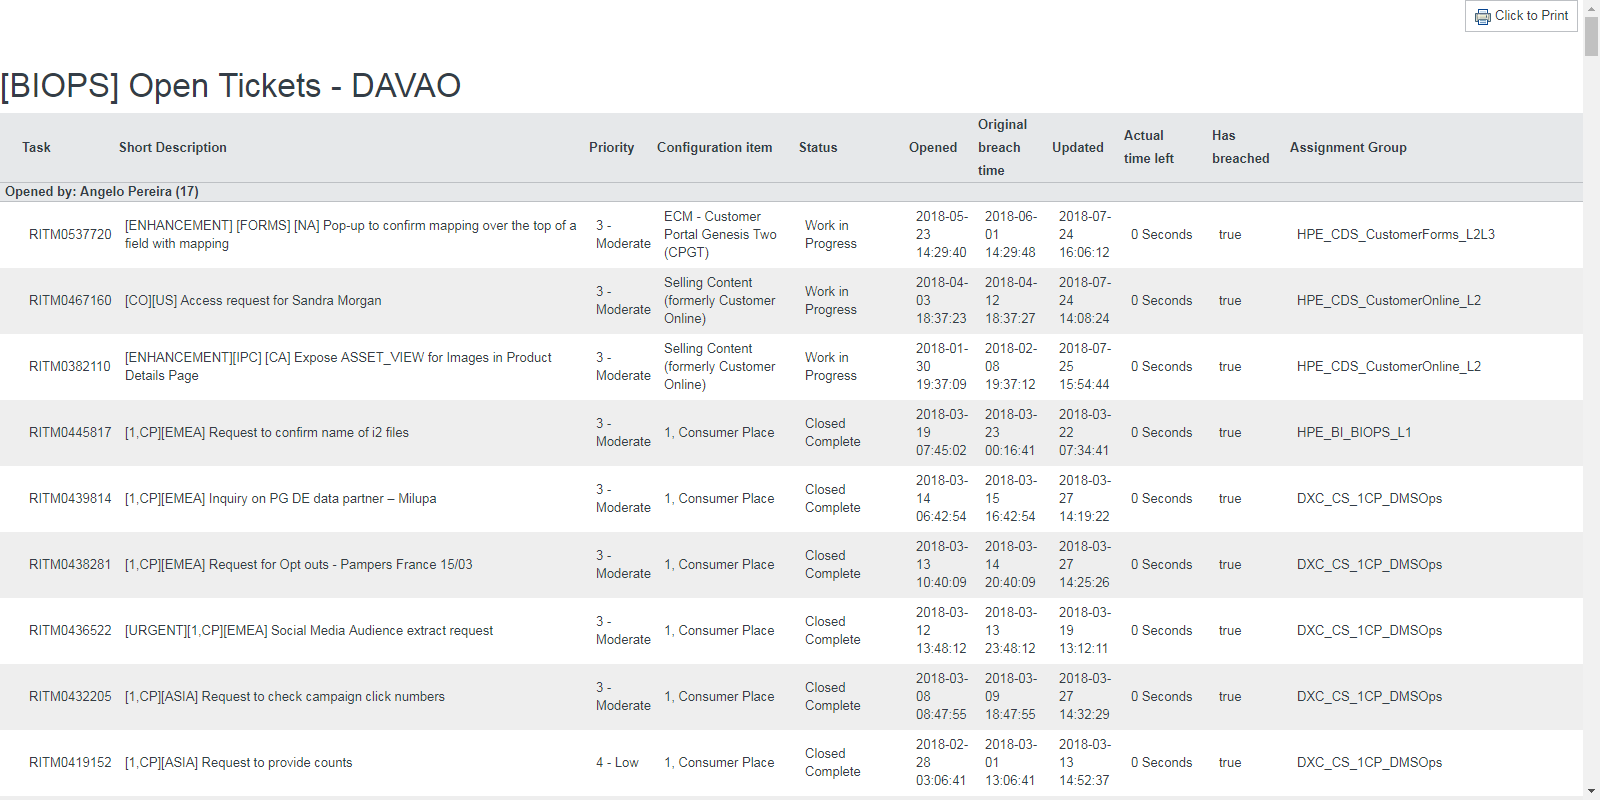 Click to Print
[BIOPS] Open Tickets - DAVAO
Task Short Description Priority Configuration item Status Opened Original breach time Updated Actual time left Has breached Assignment Group
Opened by: Angelo Pereira (17)
RITM0537720 [ENHANCEMENT] [FORMS] [NA] Pop-up to confirm mapping over the top of a field with mapping 3 - Moderate ECM - Customer Portal Genesis Two (CPGT) Work in Progress 2018-05-23 14:29:40 2018-06-01 14:29:48 2018-07-24 16:06:12 0 Seconds true HPE_CDS_CustomerForms_L2L3
RITM0467160 [CO][US] Access request for Sandra Morgan 3 - Moderate Selling Content (formerly Customer Online) Work in Progress 2018-04-03 18:37:23 2018-04-12 18:37:27 2018-07-24 14:08:24 0 Seconds true HPE_CDS_CustomerOnline_L2
RITM0382110 [ENHANCEMENT][IPC] [CA] Expose ASSET_VIEW for Images in Product Details Page 3 - Moderate Selling Content (formerly Customer Online) Work in Progress 2018-01-30 19:37:09 2018-02-08 19:37:12 2018-07-25 15:54:44 0 Seconds true HPE_CDS_CustomerOnline_L2
RITM0445817 [1,CP][EMEA] Request to confirm name of i2 files 3 - Moderate 1, Consumer Place Closed Complete 2018-03-19 07:45:02 2018-03-23 00:16:41 2018-03-22 07:34:41 0 Seconds true HPE_BI_BIOPS_L1
RITM0439814 [1,CP][EMEA] Inquiry on PG DE data partner – Milupa 3 - Moderate 1, Consumer Place Closed Complete 2018-03-14 06:42:54 2018-03-15 16:42:54 2018-03-27 14:19:22 0 Seconds true DXC_CS_1CP_DMSOps
RITM0438281 [1,CP][EMEA] Request for Opt outs - Pampers France 15/03 3 - Moderate 1, Consumer Place Closed Complete 2018-03-13 10:40:09 2018-03-14 20:40:09 2018-03-27 14:25:26 0 Seconds true DXC_CS_1CP_DMSOps
RITM0436522 [URGENT][1,CP][EMEA] Social Media Audience extract request 3 - Moderate 1, Consumer Place Closed Complete 2018-03-12 13:48:12 2018-03-13 23:48:12 2018-03-19 13:12:11 0 Seconds true DXC_CS_1CP_DMSOps
RITM0432205 [1,CP][ASIA] Request to check campaign click numbers 3 - Moderate 1, Consumer Place Closed Complete 2018-03-08 08:47:55 2018-03-09 18:47:55 2018-03-27 14:32:29 0 Seconds true DXC_CS_1CP_DMSOps
RITM0419152 [1,CP][ASIA] Request to provide counts 4 - Low 1, Consumer Place Closed Complete 2018-02-28 03:06:41 2018-03-01 13:06:41 2018-03-13 14:52:37 0 Seconds true DXC_CS_1CP_DMSOps